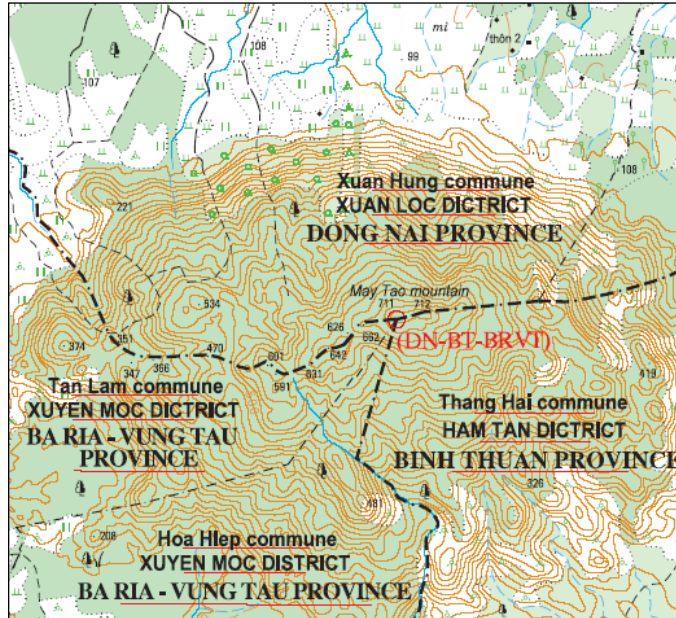 mi
thôn 2
108
108
99
107
108
Xuan Hung commune
XUAN LOC DICTRICT
DONG NAI PROVINCE
221
May Tao mountain
711
712
534
626
662
(DN-BT-BRVT)
351
374
470
601
642
366
347
631
591
419
Tan Lam commune
XUYEN MOC DICTRICT
BA RIA - VUNG TAU
PROVINCE
Thang Hai commune
HAM TAN DICTRICT
BINH THUAN PROVINCE
326
481
208
Hoa Hiep commune
XUYEN MOC DISTRICT
BA RIA - VUNG TAU PROVINCE